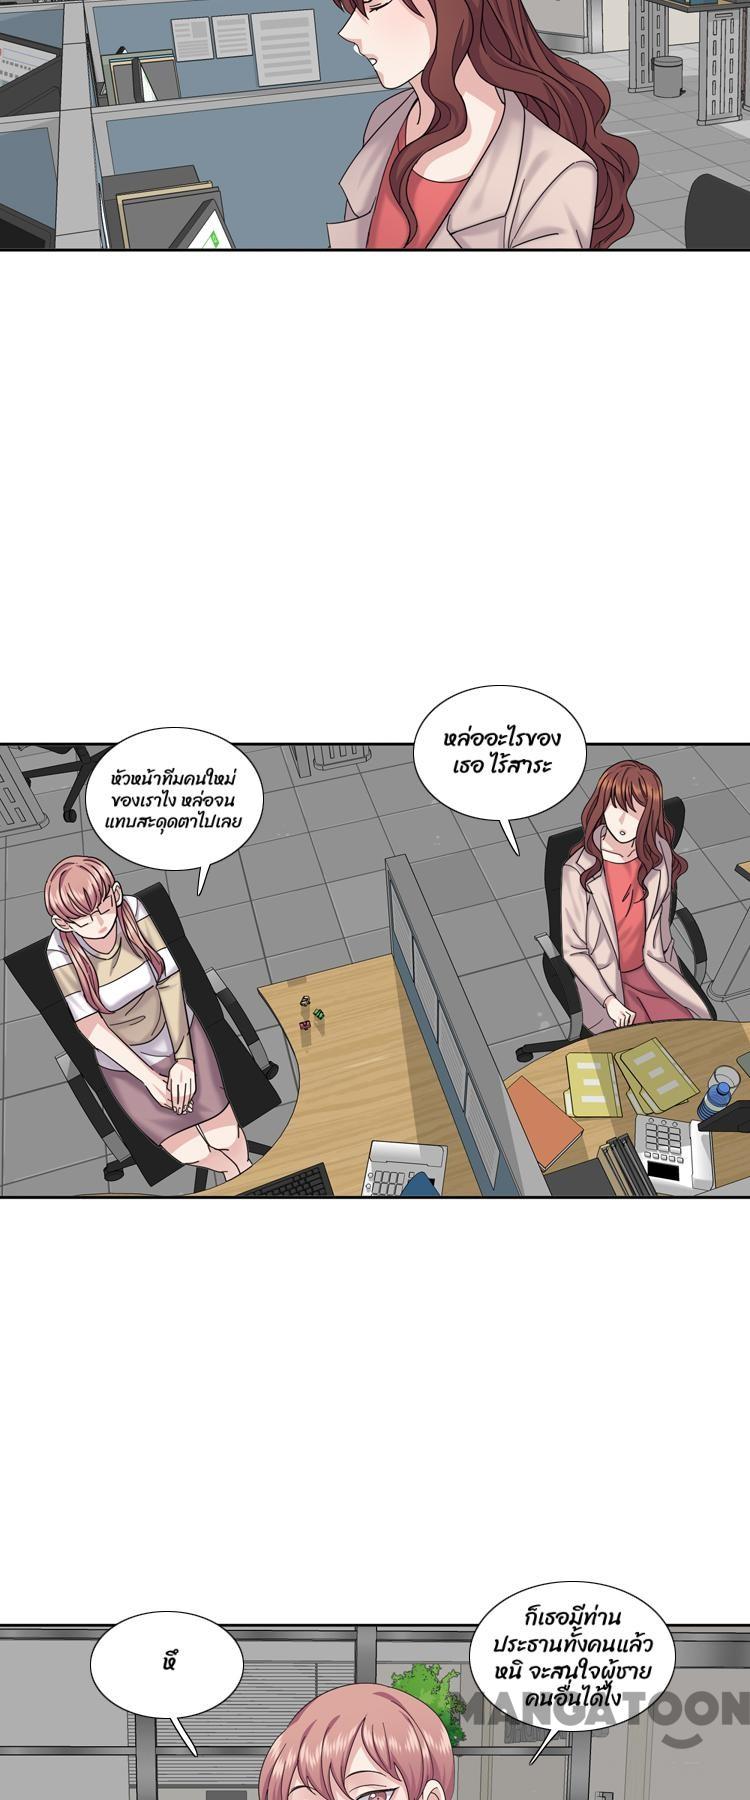 หล่ออะไรของ
เธอ ไร้สาระ
หัวหน้าทีมคนใหม่
ของเราไง หล่อจน
แทบสะดุดตาไปเลย
หึ
ก็เธอมีท่าน
ประธานทั้งคนแล้ว
หนิ จะสนใจผู้ชาย
คนอื่นได้ไง
MANGATOON